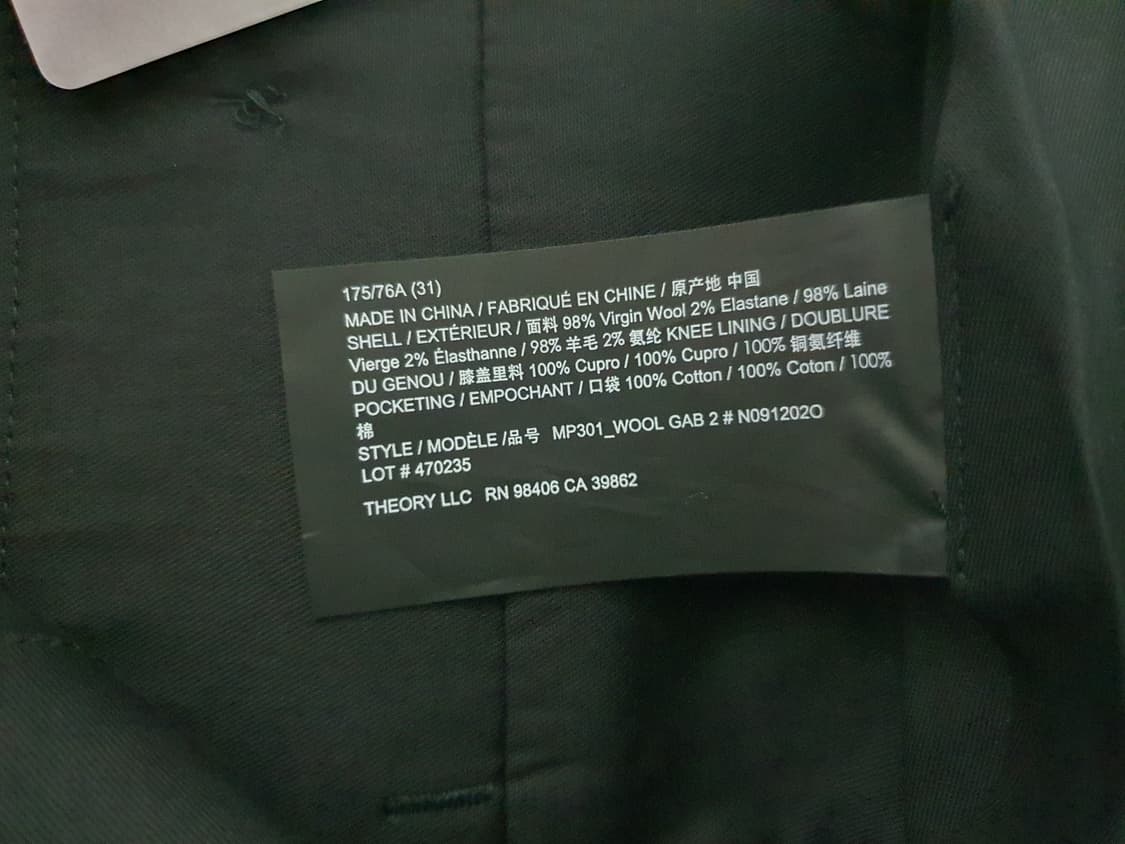 175/76A (31)
MADE IN CHINA / FABRIQUÉ EN CHINE / 原产地 中国
SHELL / EXTÉRIEUR / 面料 98% Virgin Wool 2% Elastane / 98% Laine
Vierge 2% Élasthanne / 98% 羊毛 2% 氨纶 KNEE LINING / DOUBLURE
DU GENOU / 膝盖里料 100% Cupro / 100% Cupro / 100% 铜氨纤维
POCKETING / EMPOCHANT / 口袋 100% Cotton / 100% Coton / 100%
棉
STYLE / MODÈLE /品号 MP301_WOOL GAB 2 # N091202O
LOT # 470235
THEORY LLC RN 98406 CA 39862